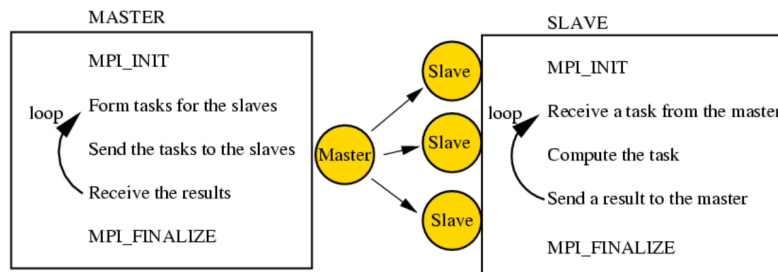 MASTER
MPI_INIT
loop
Form tasks for the slaves
Send the tasks to the slaves
Receive the results
MPI_FINALIZE
Master
Slave
Slave
Slave
SLAVE
MPI_INIT
loop
Receive a task from the master
Compute the task
Send a result to the master
MPI_FINALIZE